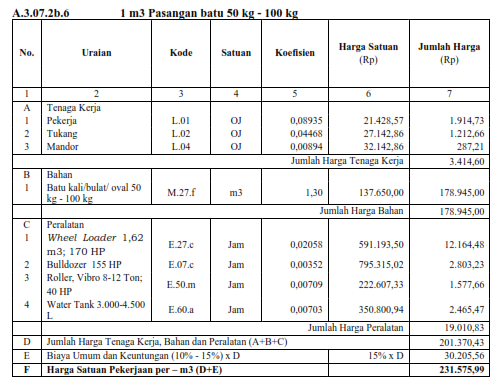 A.3.07.2b.6 1 m3 Pasangan batu 50 kg - 100 kg
No. Uraian Kode Satuan Koefisien Harga Satuan (Rp) Jumlah Harga (Rp)
1 2 3 4 5 6 7
A Tenaga Kerja
1 Pekerja L.01 OJ 0,08935 21.428,57 1.914,73
2 Tukang L.02 OJ 0,04468 27.142,86 1.212,66
3 Mandor L.04 OJ 0,00894 32.142,86 287,21
Jumlah Harga Tenaga Kerja 3.414,60
B Bahan
1 Batu kali/bulat/ oval 50
kg - 100 kg M.27.f m3 1,30 137.650,00 178.945,00
Jumlah Harga Bahan 178.945,00
C Peralatan
1 Wheel Loader 1,62
m3; 170 HP E.27.c Jam 0,02058 591.193,50 12.164,48
2 Bulldozer 155 HP E.07.c Jam 0,00352 795.315,02 2.803,23
3 Roller, Vibro 8-12 Ton;
40 HP E.50.m Jam 0,00709 222.607,33 1.577,66
4 Water Tank 3.000-4.500
L E.60.a Jam 0,00703 350.800,94 2.465,47
Jumlah Harga Peralatan 19.010,83
D Jumlah Harga Tenaga Kerja, Bahan dan Peralatan (A+B+C) 201.370,43
E Biaya Umum dan Keuntungan (10% - 15%) x D 15% x D 30.205,56
F Harga Satuan Pekerjaan per – m3 (D+E) 231.575,99